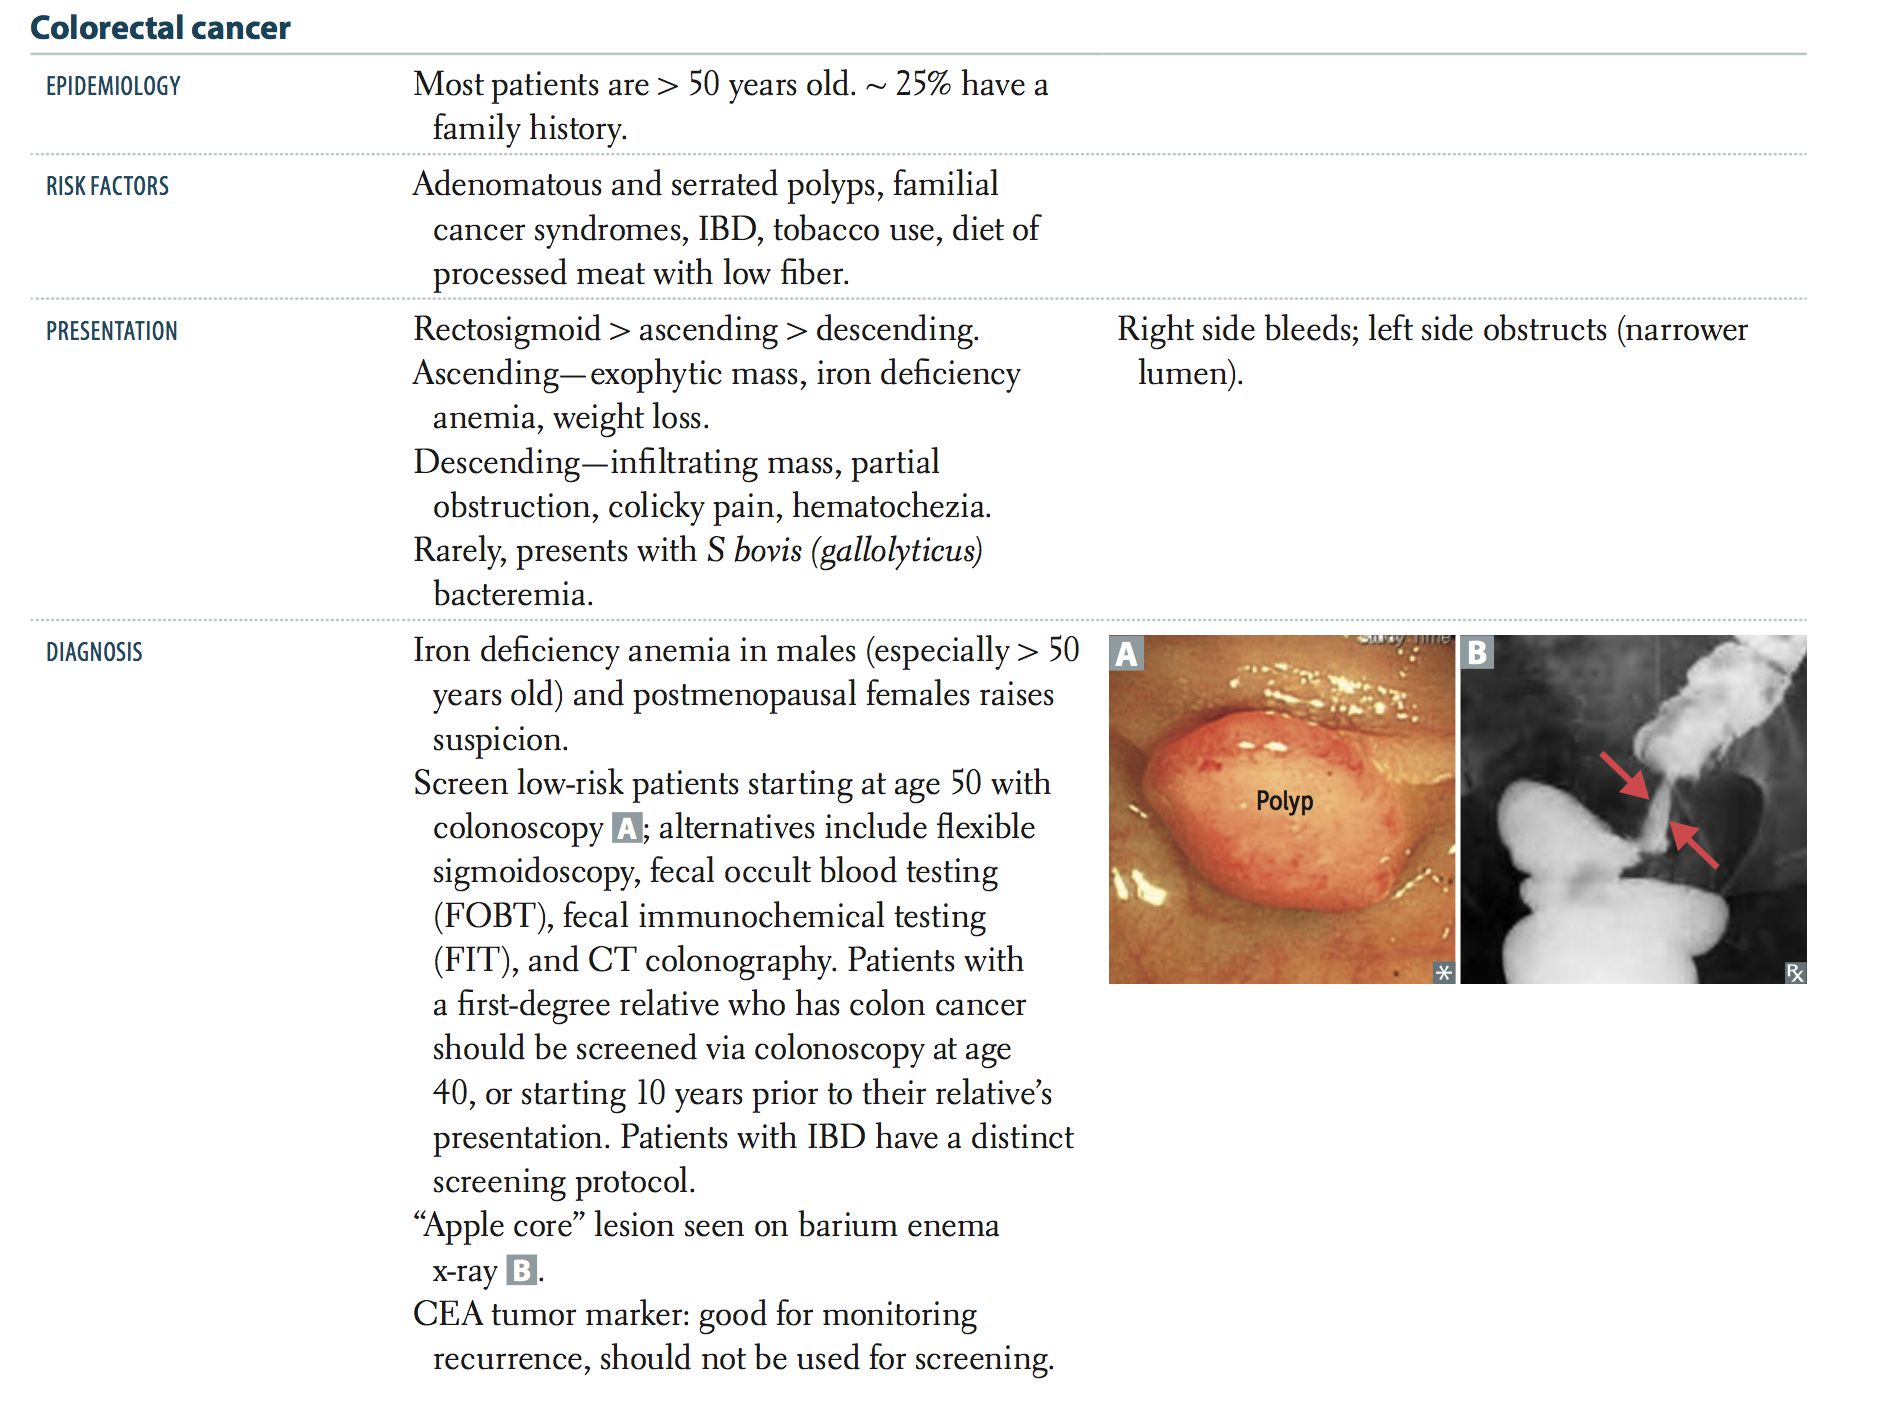 Colorectal cancer
EPIDEMIOLOGY
Most patients are > 50 years old. ~ 25% have a
family history.
RISK FACTORS
Adenomatous and serrated polyps, familial
cancer syndromes, IBD, tobacco use, diet of
processed meat with low fiber.
PRESENTATION
Rectosigmoid > ascending > descending.
Ascending—exophytic mass, iron deficiency
anemia, weight loss.
Descending—infiltrating mass, partial
obstruction, colicky pain, hematochezia.
Rarely, presents with S bovis (gallolyticus)
bacteremia.
Right side bleeds; left side obstructs (narrower
lumen).
DIAGNOSIS
Iron deficiency anemia in males (especially > 50
years old) and postmenopausal females raises
suspicion.
Screen low-risk patients starting at age 50 with
colonoscopy A; alternatives include flexible
sigmoidoscopy, fecal occult blood testing
(FOBT), fecal immunochemical testing
(FIT), and CT colonography. Patients with
a first-degree relative who has colon cancer
should be screened via colonoscopy at age
40, or starting 10 years prior to their relative’s
presentation. Patients with IBD have a distinct
screening protocol.
“Apple core” lesion seen on barium enema
x-ray B.
CEA tumor marker: good for monitoring
recurrence, should not be used for screening.
A
Polyp
*
B
Rx